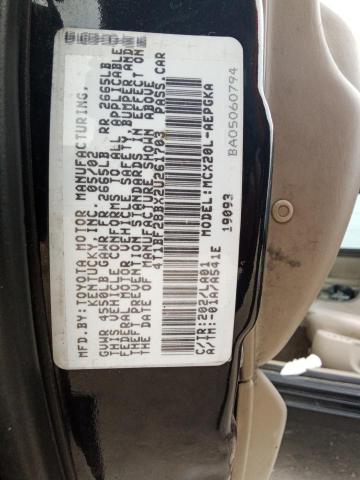 MFD. BY: TOYOTA MOTOR MANUFACTURING,
KENTUCKY, INC. 05/02
GVWR 4550LB GAWR FR 2665LB RR 2665LB
THIS VEHICLE CONFORMS TO ALL APPLICABLE
FEDERAL MOTOR VEHICLE SAFETY, BUMPER AND
THEFT PREVENTION STANDARDS IN EFFECT ON
THE DATE OF MANUFACTURE SHOWN ABOVE.
4T1BF28BX2U261703 PASS.CAR
MODEL: MCX20L-AEPGKA
19093
C/TR: 202/LA01
A/TM: -01A/A541E
BA05060794